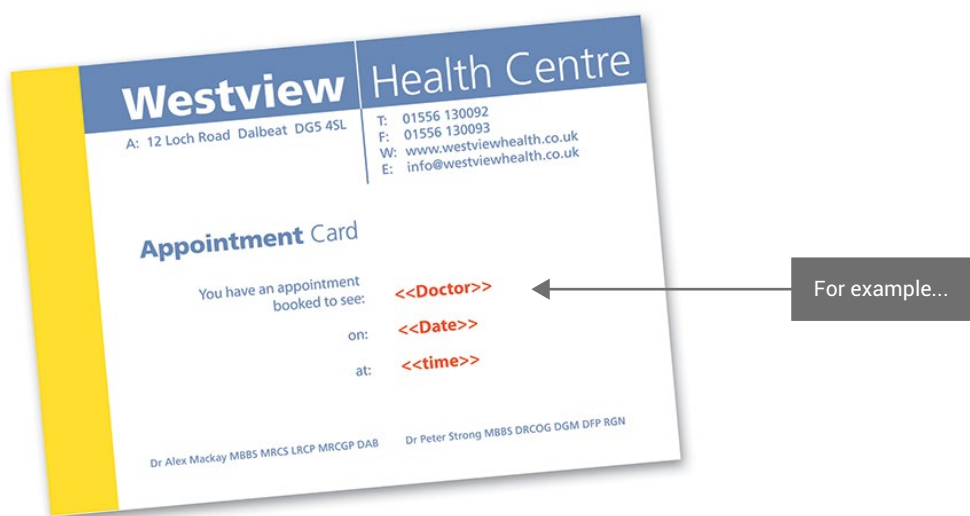 Westview Health Centre
A: 12 Loch Road Dalbeat DG5 4SL
T: 01556 130092
F: 01556 130093
W: www.westviewhealth.co.uk
E: info@westviewhealth.co.uk
Appointment Card
You have an appointment
booked to see: <<Doctor>>
on: <<Date>>
at: <<time>>
Dr Alex Mackay MBBS MRCS LRCP MRCGP DAB
Dr Peter Strong MBBS DRCOG DGM DFP RGN
For example...